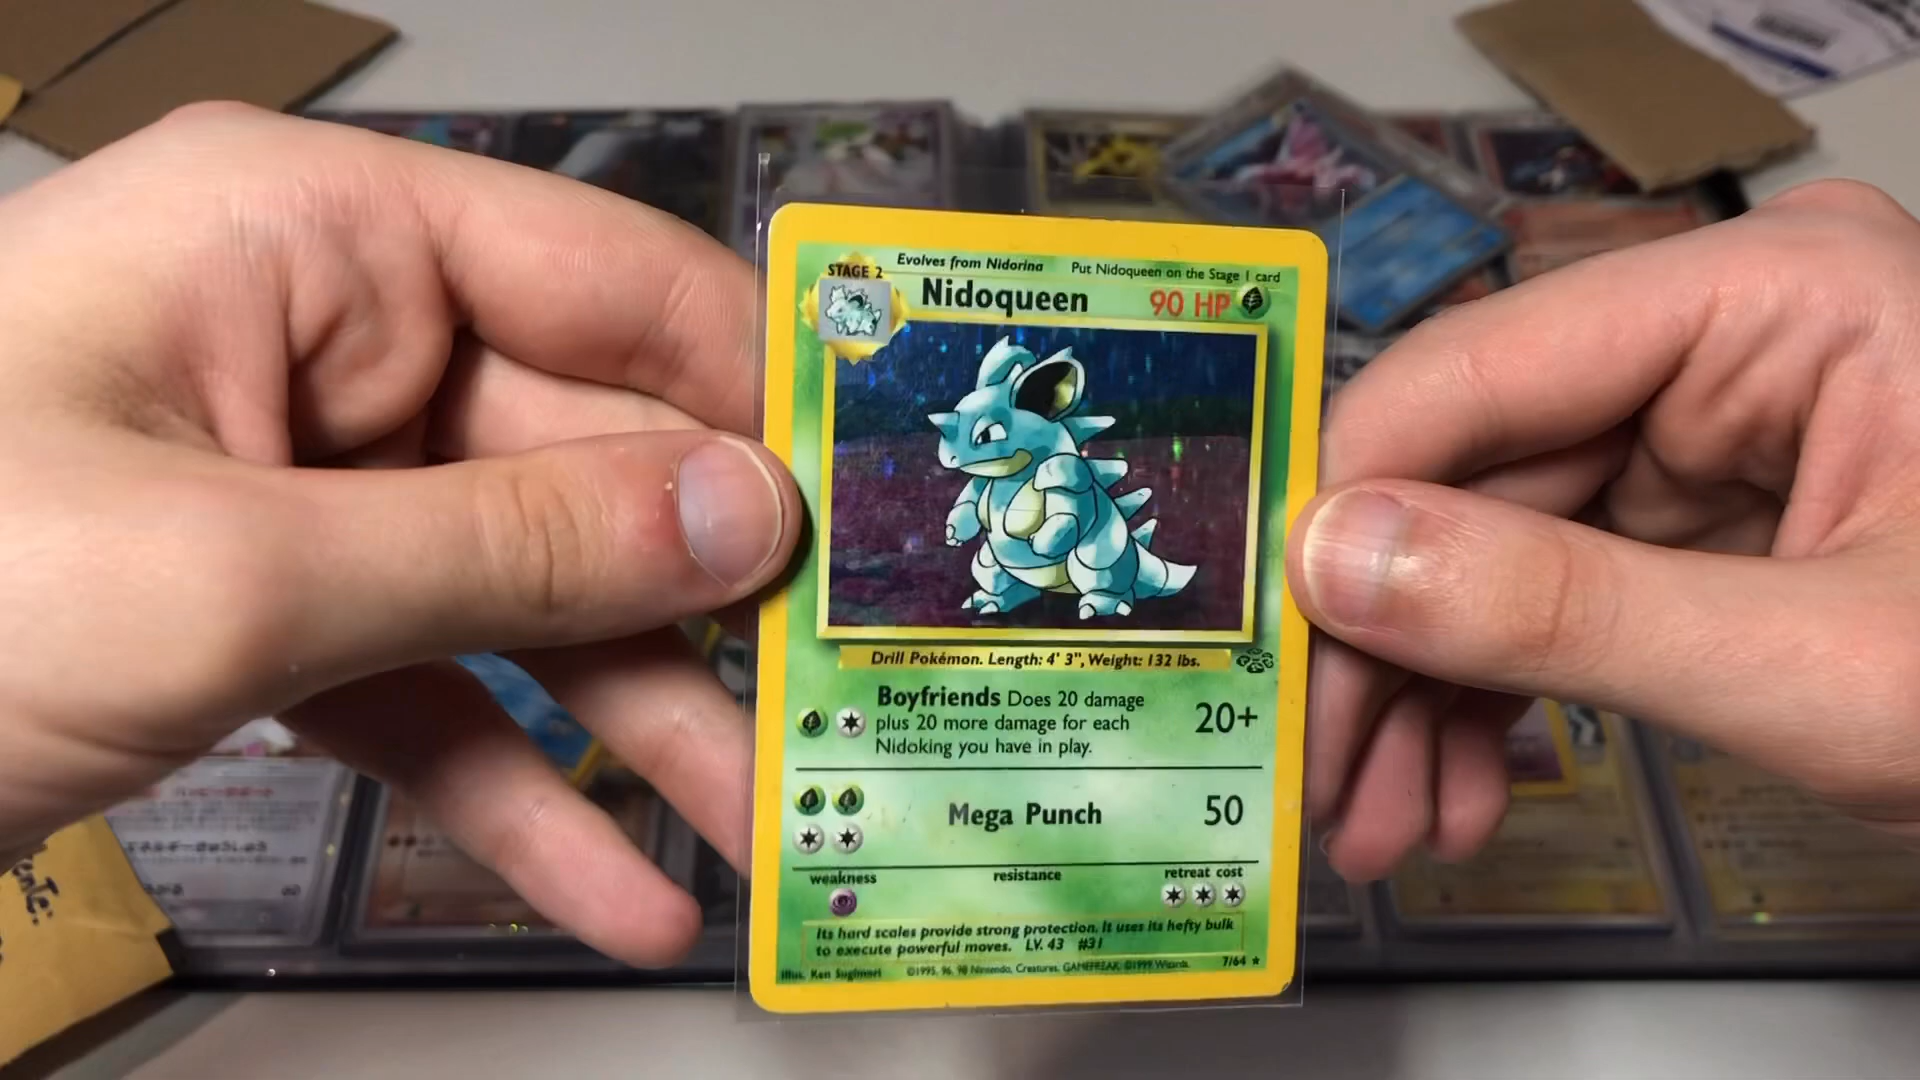 Evolves from Nidorina Put Nidoqueen on the Stage 1 card
STAGE 2
Nidoqueen 90 HP
Drill Pokémon. Length: 4' 3", Weight: 132 lbs.
Boyfriends Does 20 damage
plus 20 more damage for each
Nidoking you have in play.
20+
Mega Punch 50
weakness resistance retreat cost
Its hard scales provide strong protection. It uses its hefty bulk
to execute powerful moves. LV. 43 #31
Illus. Ken Sugimori ©1995, 96, 98 Nintendo, Creatures, GAMEFREAK. ©1999 Wizards. 7/64 ★